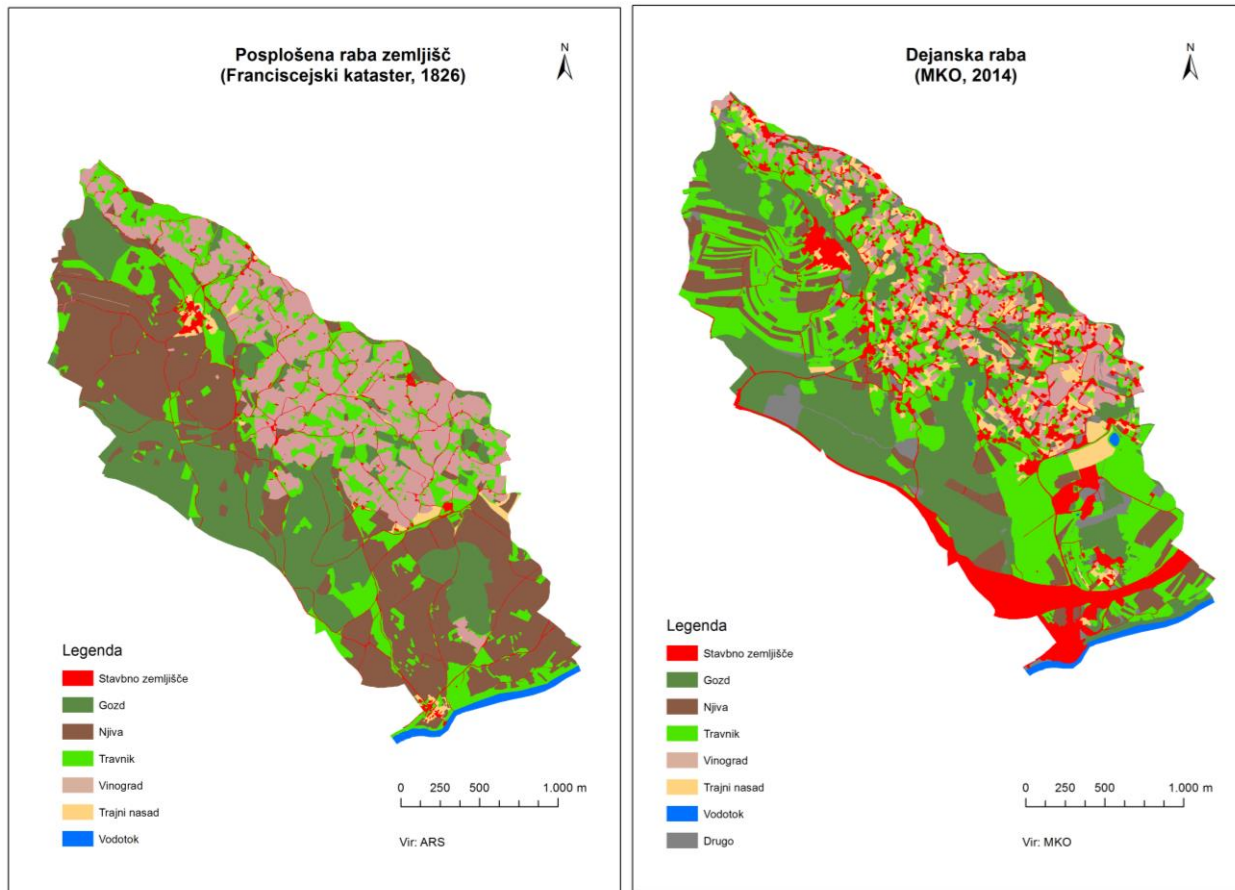 Posplošena raba zemljišč
(Franciscejski kataster, 1826)
N
Legenda
Stavbno zemljišče
Gozd
Njiva
Travnik
Vinograd
Trajni nasad
Vodotok
0 250 500 1.000 m
Vir: ARS
Dejanska raba
(MKO, 2014)
N
Legenda
Stavbno zemljišče
Gozd
Njiva
Travnik
Vinograd
Trajni nasad
Vodotok
Drugo
0 250 500 1.000 m
Vir: MKO